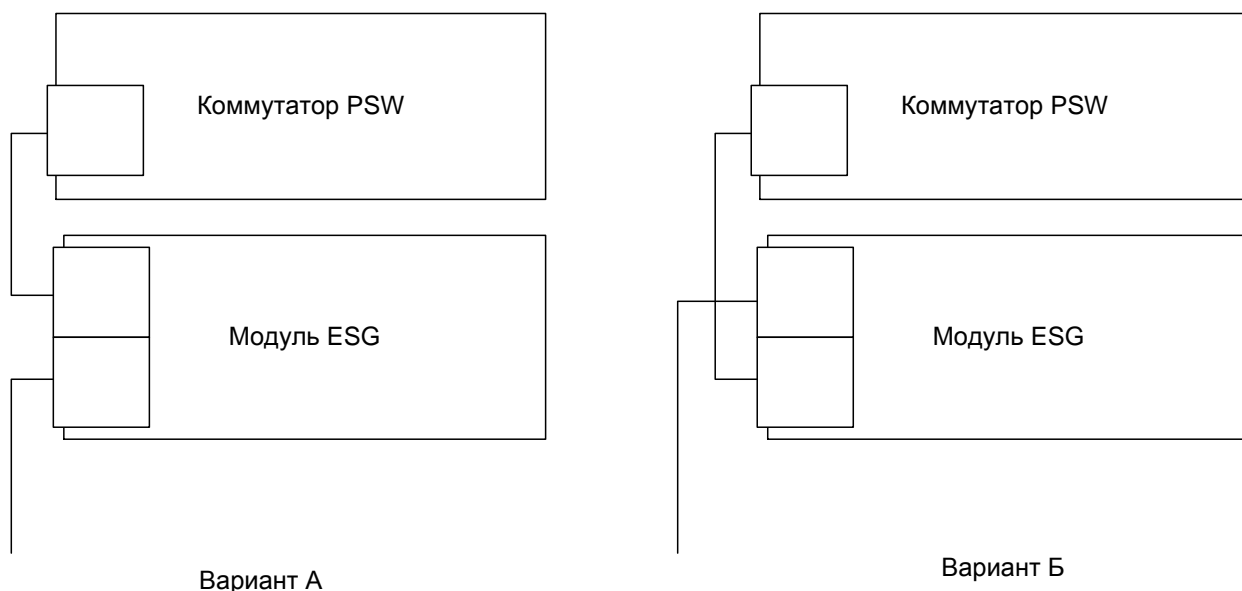 Коммутатор PSW
Коммутатор PSW
Модуль ESG
Модуль ESG
Вариант А
Вариант Б